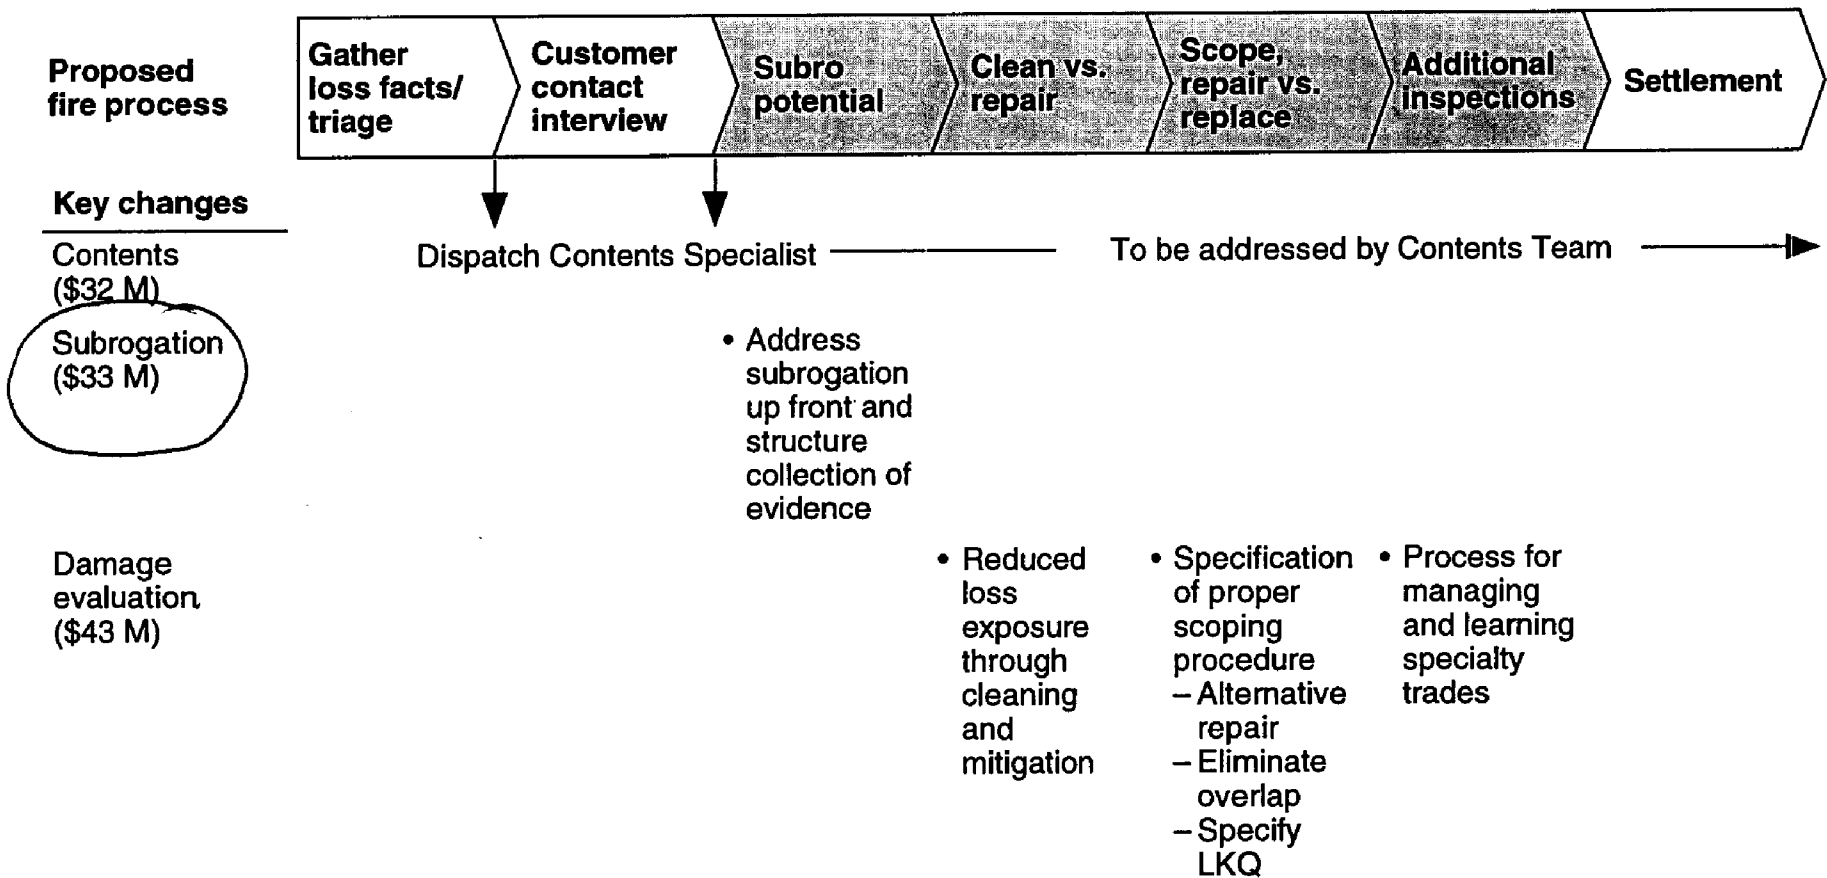 Proposed
fire process
Gather
loss facts/
triage
Customer
contact
interview
Subro
potential
Clean vs.
repair
Scope,
repair vs.
replace
Additional
inspections
Settlement
Key changes
Contents
($32 M)
Dispatch Contents Specialist
To be addressed by Contents Team
Subrogation
($33 M)
• Address
subrogation
up front and
structure
collection of
evidence
Damage
evaluation
($43 M)
• Reduced
loss
exposure
through
cleaning
and
mitigation
• Specification
of proper
scoping
procedure
– Alternative
repair
– Eliminate
overlap
– Specify
LKQ
• Process for
managing
and learning
specialty
trades